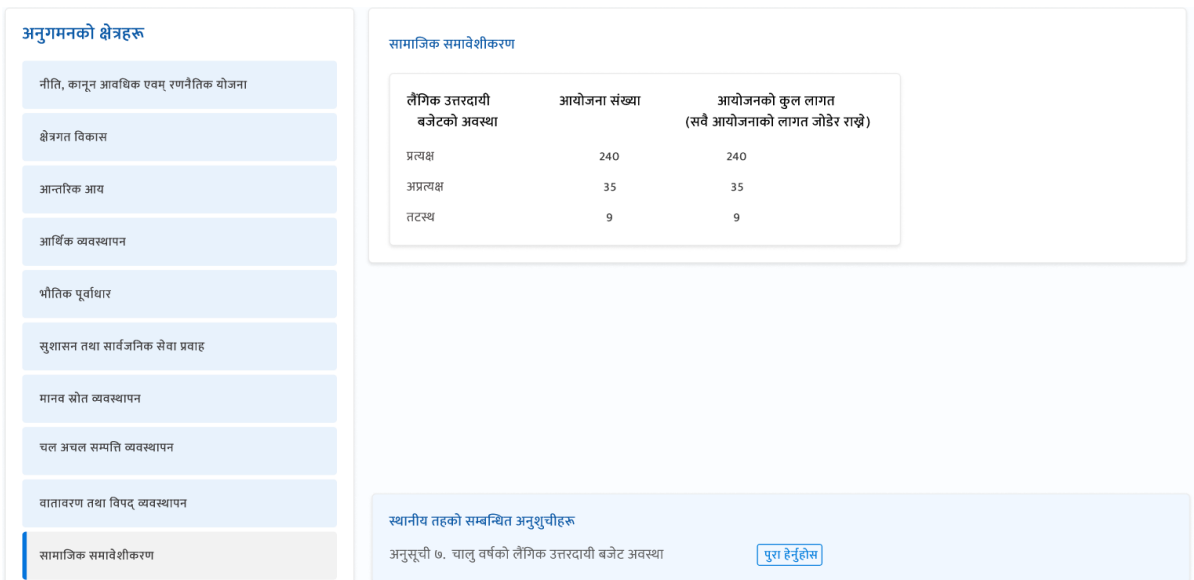 अनुगमनको क्षेत्रहरू
नीति, कानून आवधिक एवम् रणनैतिक योजना
क्षेत्रगत विकास
आन्तरिक आय
आर्थिक व्यवस्थापन
भौतिक पूर्वाधार
सुशासन तथा सार्वजनिक सेवा प्रवाह
मानव स्रोत व्यवस्थापन
चल अचल सम्पत्ति व्यवस्थापन
वातावरण तथा विपद् व्यवस्थापन
सामाजिक समावेशीकरण
सामाजिक समावेशीकरण
लैंगिक उत्तरदायी आयोजना संख्या आयोजनको कुल लागत
बजेटको अवस्था (सवै आयोजनाको लागत जोडेर राख्ने)
प्रत्यक्ष 240 240
अप्रत्यक्ष 35 35
तटस्थ 9 9
स्थानीय तहको सम्बन्धित अनुशुचीहरू
अनुसूची ७. चालु वर्षको लैंगिक उत्तरदायी बजेट अवस्था पुरा हेर्नुहोस